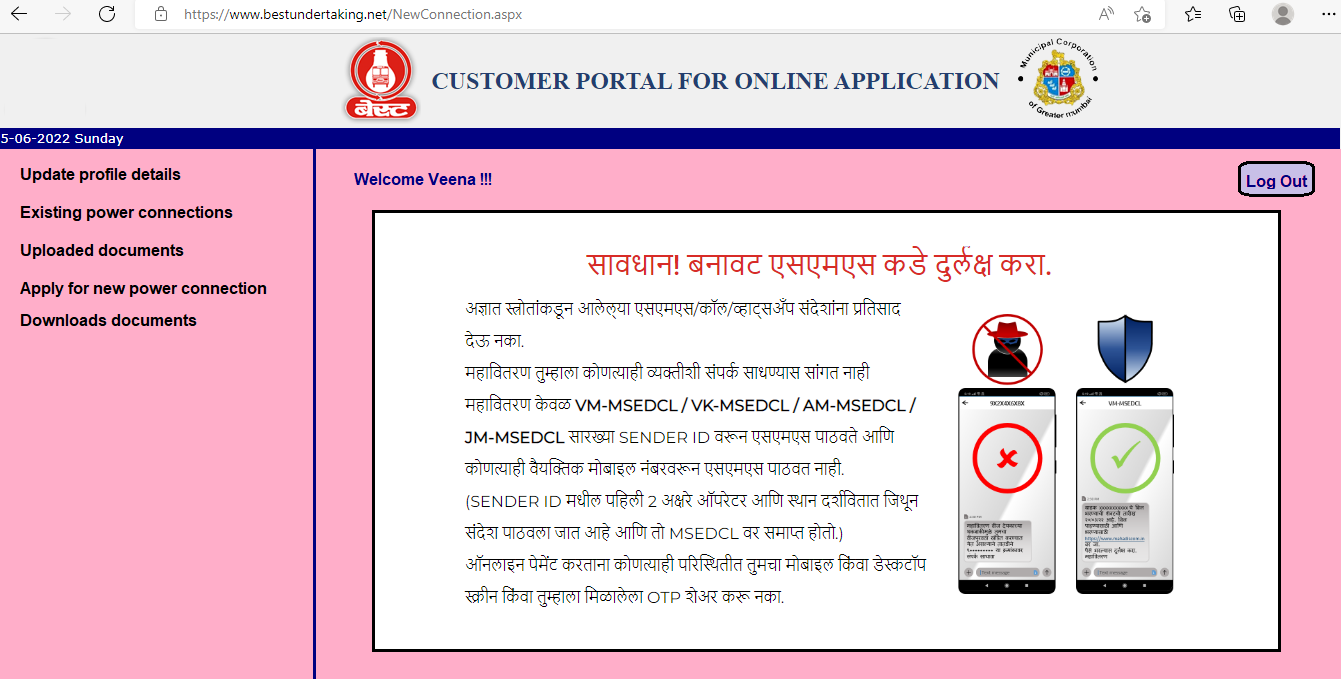 https://www.bestundertaking.net/NewConnection.aspx
बेस्ट
CUSTOMER PORTAL FOR ONLINE APPLICATION
Municipal Corporation
of Greater mumbai
5-06-2022 Sunday
Update profile details
Existing power connections
Uploaded documents
Apply for new power connection
Downloads documents
Welcome Veena !!!
Log Out
सावधान! बनावट एसएमएस कडे दुर्लक्ष करा.
अज्ञात स्त्रोतांकडून आलेल्या एसएमएस/कॉल/व्हाट्सअँप संदेशांना प्रतिसाद
देऊ नका.
महावितरण तुम्हाला कोणत्याही व्यक्तीशी संपर्क साधण्यास सांगत नाही
महावितरण केवळ VM-MSEDCL / VK-MSEDCL / AM-MSEDCL /
JM-MSEDCL सारख्या SENDER ID वरून एसएमएस पाठवते आणि
कोणत्याही वैयक्तिक मोबाइल नंबरवरून एसएमएस पाठवत नाही.
(SENDER ID मधील पहिली 2 अक्षरे ऑपरेटर आणि स्थान दर्शवितात जिथून
संदेश पाठवला जात आहे आणि तो MSEDCL वर समाप्त होतो.)
ऑनलाइन पेमेंट करताना कोणत्याही परिस्थितीत तुमचा मोबाइल किंवा डेस्कटॉप
स्क्रीन किंवा तुम्हाला मिळालेला OTP शेअर करू नका.
9X2X4X6X8X
VM-MSEDCL
https://www.mahadiscom.in
महावितरण